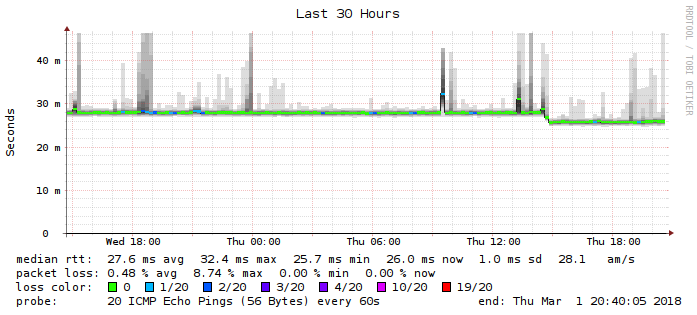 Last 30 Hours
RRDTOOL / TOBI OETIKER
Seconds
40 m
30 m
20 m
10 m
0
Wed 18:00 Thu 00:00 Thu 06:00 Thu 12:00 Thu 18:00
median rtt: 27.6 ms avg 32.4 ms max 25.7 ms min 26.0 ms now 1.0 ms sd 28.1 am/s
packet loss: 0.48 % avg 8.74 % max 0.00 % min 0.00 % now
loss color: 0 1/20 2/20 3/20 4/20 10/20 19/20
probe: 20 ICMP Echo Pings (56 Bytes) every 60s end: Thu Mar 1 20:40:05 2018